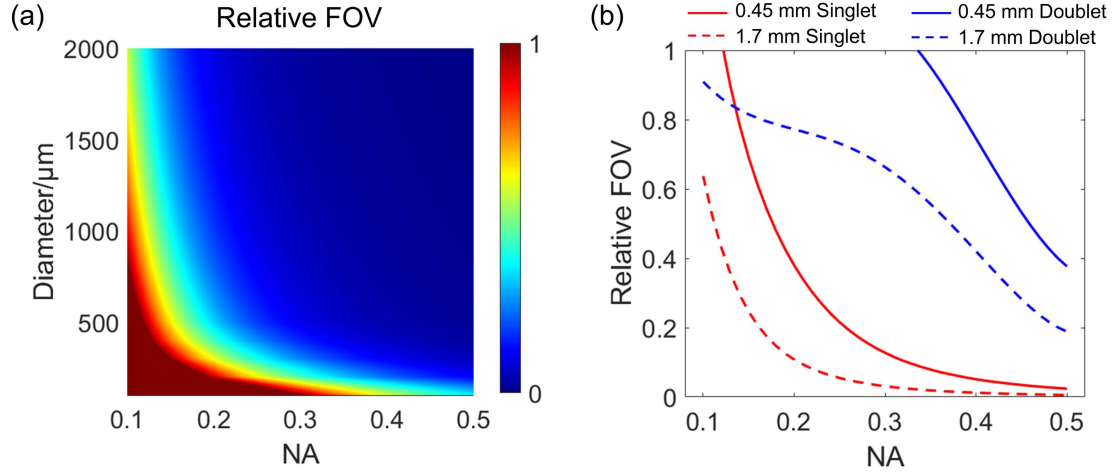 (a) Relative FOV
2000
1500
1000
500
Diameter/μm
0.1 0.2 0.3 0.4 0.5
NA
1
0
(b)
0.45 mm Singlet 0.45 mm Doublet
1.7 mm Singlet 1.7 mm Doublet
1
0.8
0.6
0.4
0.2
0
Relative FOV
0.1 0.2 0.3 0.4 0.5
NA